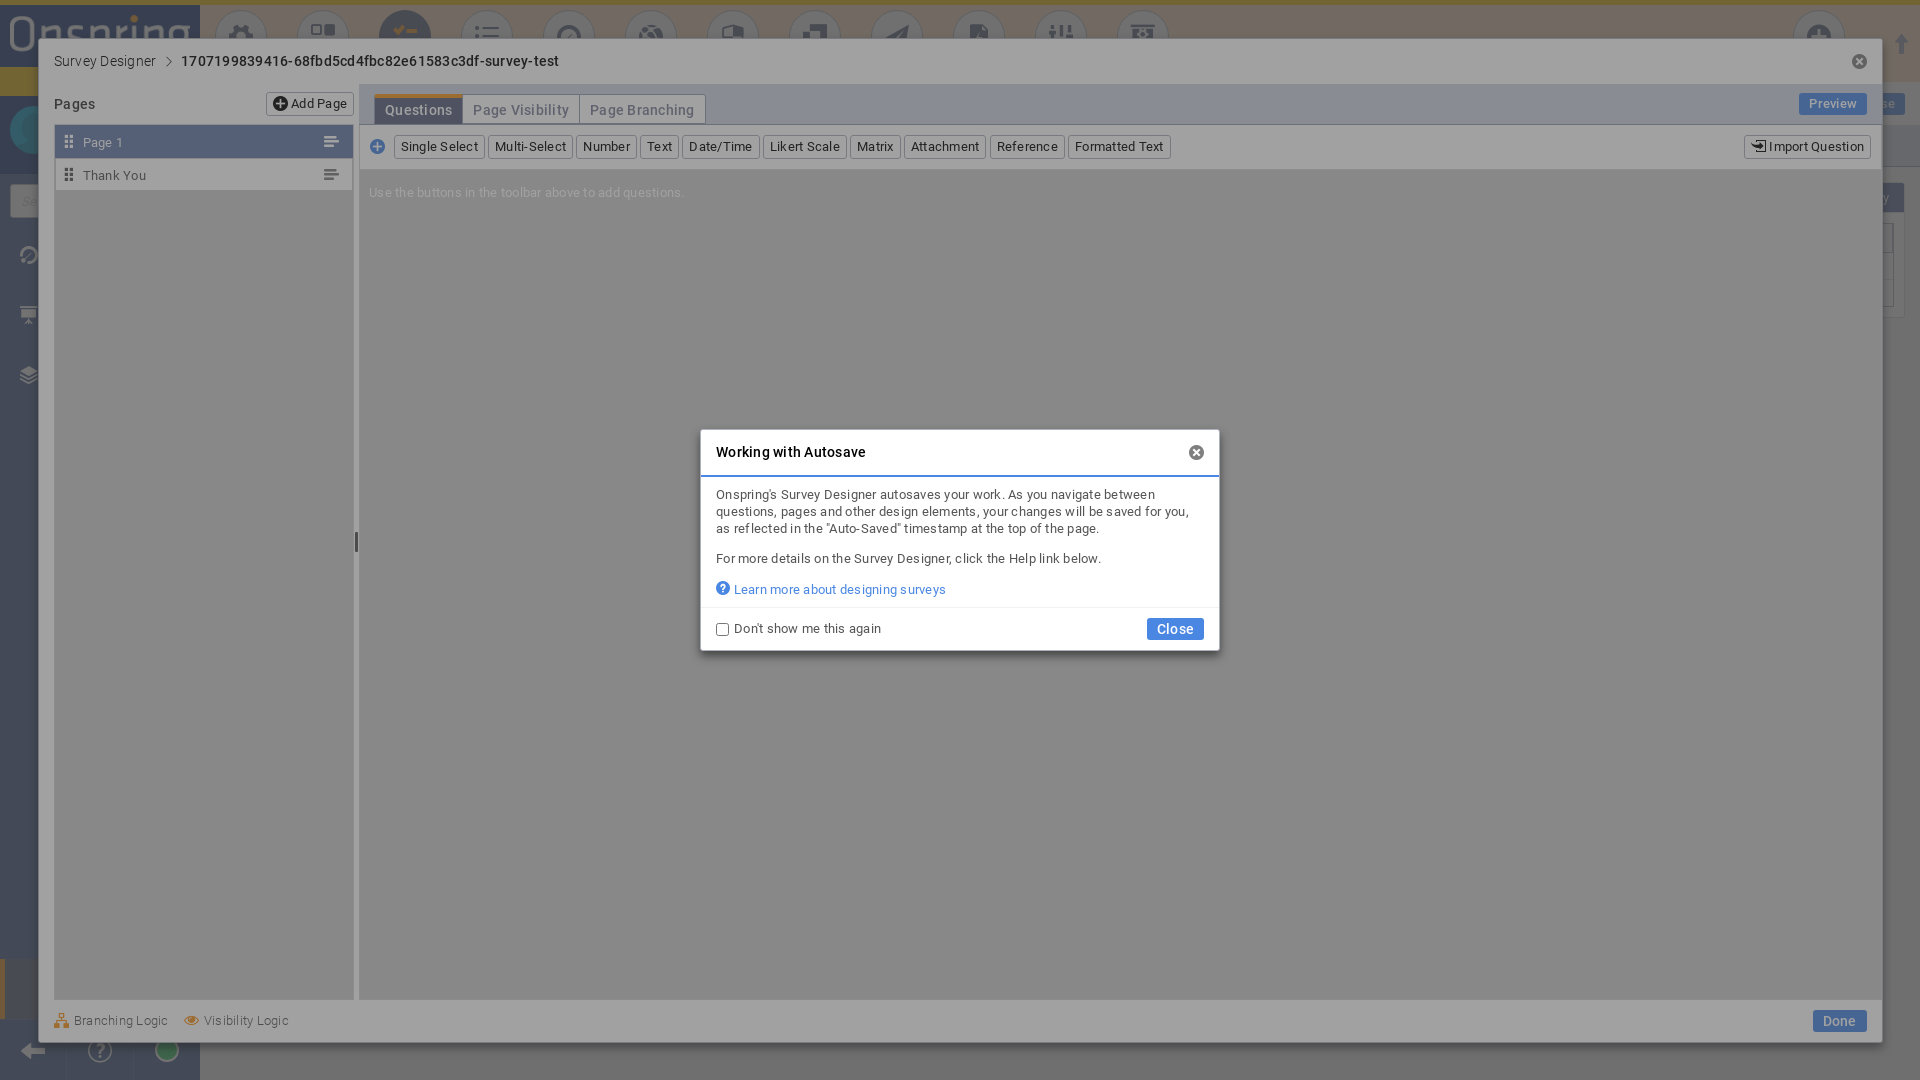 Onspring
Survey Designer > 1707199839416-68fbd5cd4fbc82e61583c3df-survey-test
Pages
Add Page
Questions
Page Visibility
Page Branching
Preview
se
Page 1
Thank You
Single Select
Multi-Select
Number
Text
Date/Time
Likert Scale
Matrix
Attachment
Reference
Formatted Text
Import Question
Use the buttons in the toolbar above to add questions.
Se
y
Working with Autosave
Onspring's Survey Designer autosaves your work. As you navigate between
questions, pages and other design elements, your changes will be saved for you,
as reflected in the "Auto-Saved" timestamp at the top of the page.
For more details on the Survey Designer, click the Help link below.
Learn more about designing surveys
Don't show me this again
Close
Branching Logic
Visibility Logic
Done